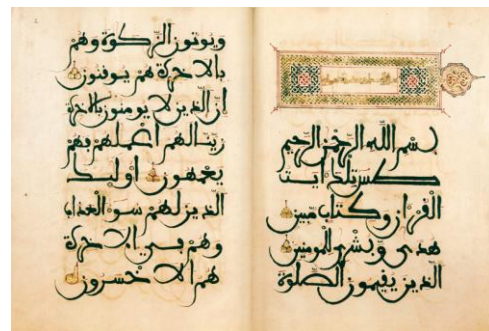 بسم الله الرحمن الرحيم
طس تلك ايت
القران وكتاب مبين
هدى وبشرى للمومنين
الذين يقيمون الصلوة
ويوتون الزكوة وهم
بالاخرة هم يوقنون
ان الذين لا يومنون بالاخرة
زينا لهم اعملهم فهم
يعمهون اوليك
الذين لهم سوء العذاب
وهم في الاخرة
هم الاخسرون